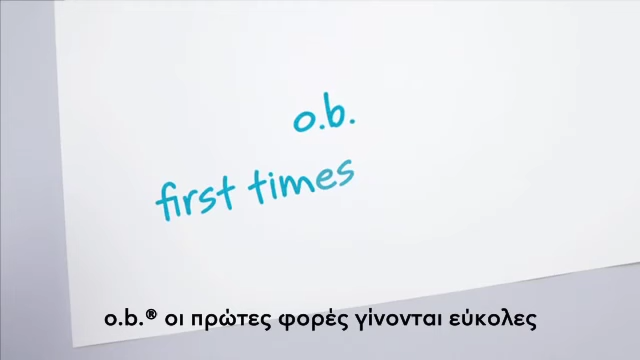 o.b.
first times
o.b.® οι πρώτες φορές γίνονται εύκολες